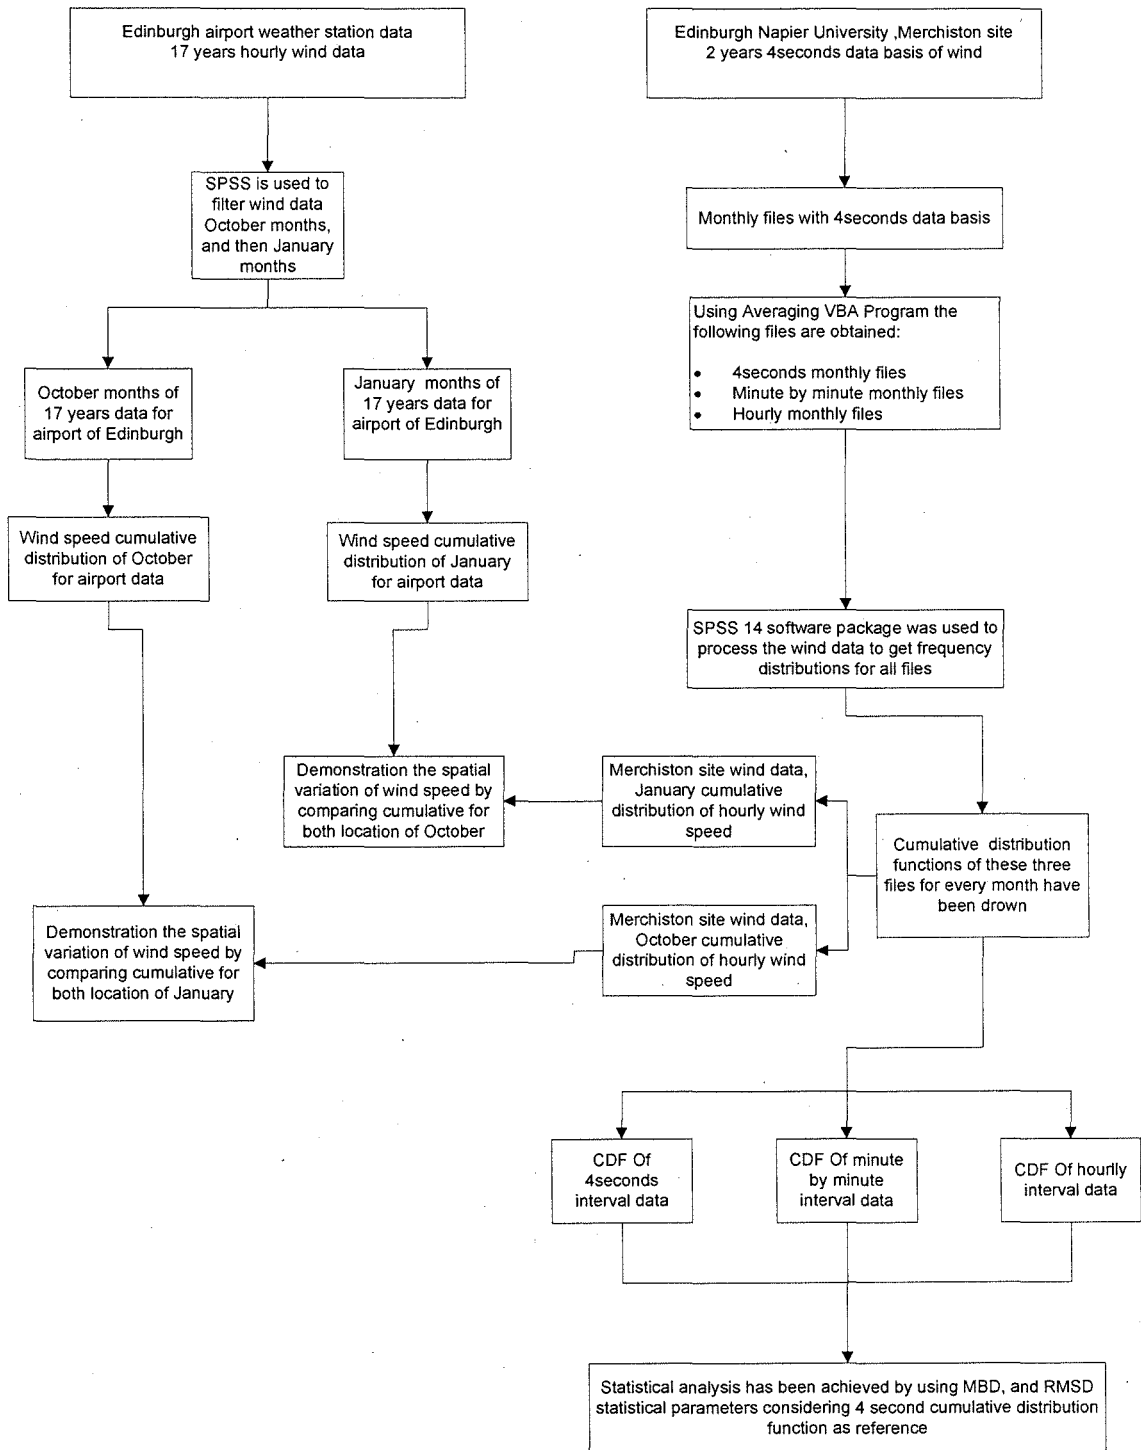 Edinburgh airport weather station data
17 years hourly wind data
Edinburgh Napier University ,Merchiston site
2 years 4seconds data basis of wind
SPSS is used to
filter wind data
October months,
and then January
months
Monthly files with 4seconds data basis
Using Averaging VBA Program the
following files are obtained:
• 4seconds monthly files
• Minute by minute monthly files
• Hourly monthly files
October months of
17 years data for
airport of Edinburgh
January months of
17 years data for
airport of Edinburgh
Wind speed cumulative
distribution of October
for airport data
Wind speed cumulative
distribution of January
for airport data
SPSS 14 software package was used to
process the wind data to get frequency
distributions for all files
Demonstration the spatial
variation of wind speed by
comparing cumulative for
both location of October
Merchiston site wind data,
January cumulative
distribution of hourly wind
speed
Cumulative distribution
functions of these three
files for every month have
been drown
Demonstration the spatial
variation of wind speed by
comparing cumulative for
both location of January
Merchiston site wind data,
October cumulative
distribution of hourly wind
speed
CDF Of
4seconds
interval data
CDF Of minute
by minute
interval data
CDF Of hourlly
interval data
Statistical analysis has been achieved by using MBD, and RMSD
statistical parameters considering 4 second cumulative distribution
function as reference